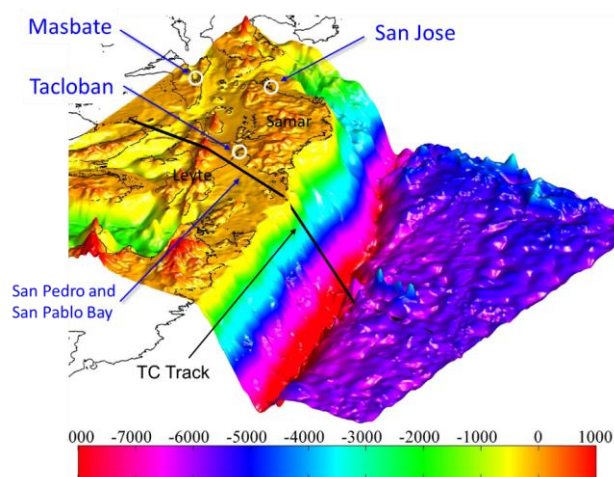 Masbate
San Jose
Tacloban
Samar
Leyte
San Pedro and
San Pablo Bay
TC Track
000 -7000 -6000 -5000 -4000 -3000 -2000 -1000 0 1000